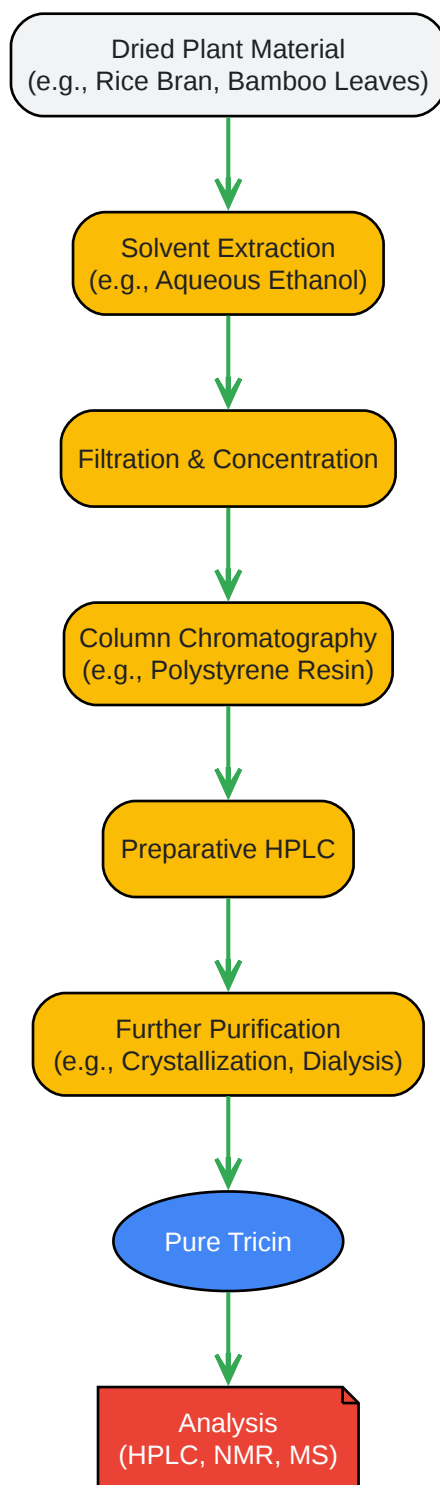 Dried Plant Material
(e.g., Rice Bran, Bamboo Leaves)
Solvent Extraction
(e.g., Aqueous Ethanol)
Filtration & Concentration
Column Chromatography
(e.g., Polystyrene Resin)
Preparative HPLC
Further Purification
(e.g., Crystallization, Dialysis)
Pure Tricin
Analysis
(HPLC, NMR, MS)